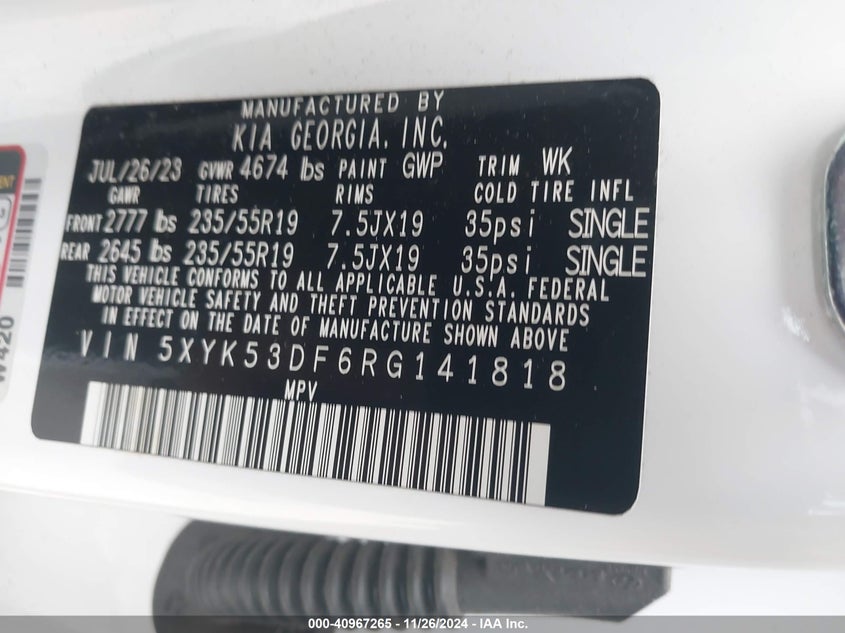 MANUFACTURED BY
KIA GEORGIA, INC.
JUL/26/23 GVWR 4674 lbs PAINT GWP TRIM WK
GAWR TIRES RIMS COLD TIRE INFL
FRONT 2777 lbs 235/55R19 7.5JX19 35psi SINGLE
REAR 2645 lbs 235/55R19 7.5JX19 35psi SINGLE
THIS VEHICLE CONFORMS TO ALL APPLICABLE U.S.A. FEDERAL
MOTOR VEHICLE SAFETY AND THEFT PREVENTION STANDARDS
IN EFFECT ON THE DATE OF MANUFACTURE SHOWN ABOVE
VIN 5XYK53DF6RG141818
MPV
W420
000-40967265 - 11/26/2024 - IAA Inc.